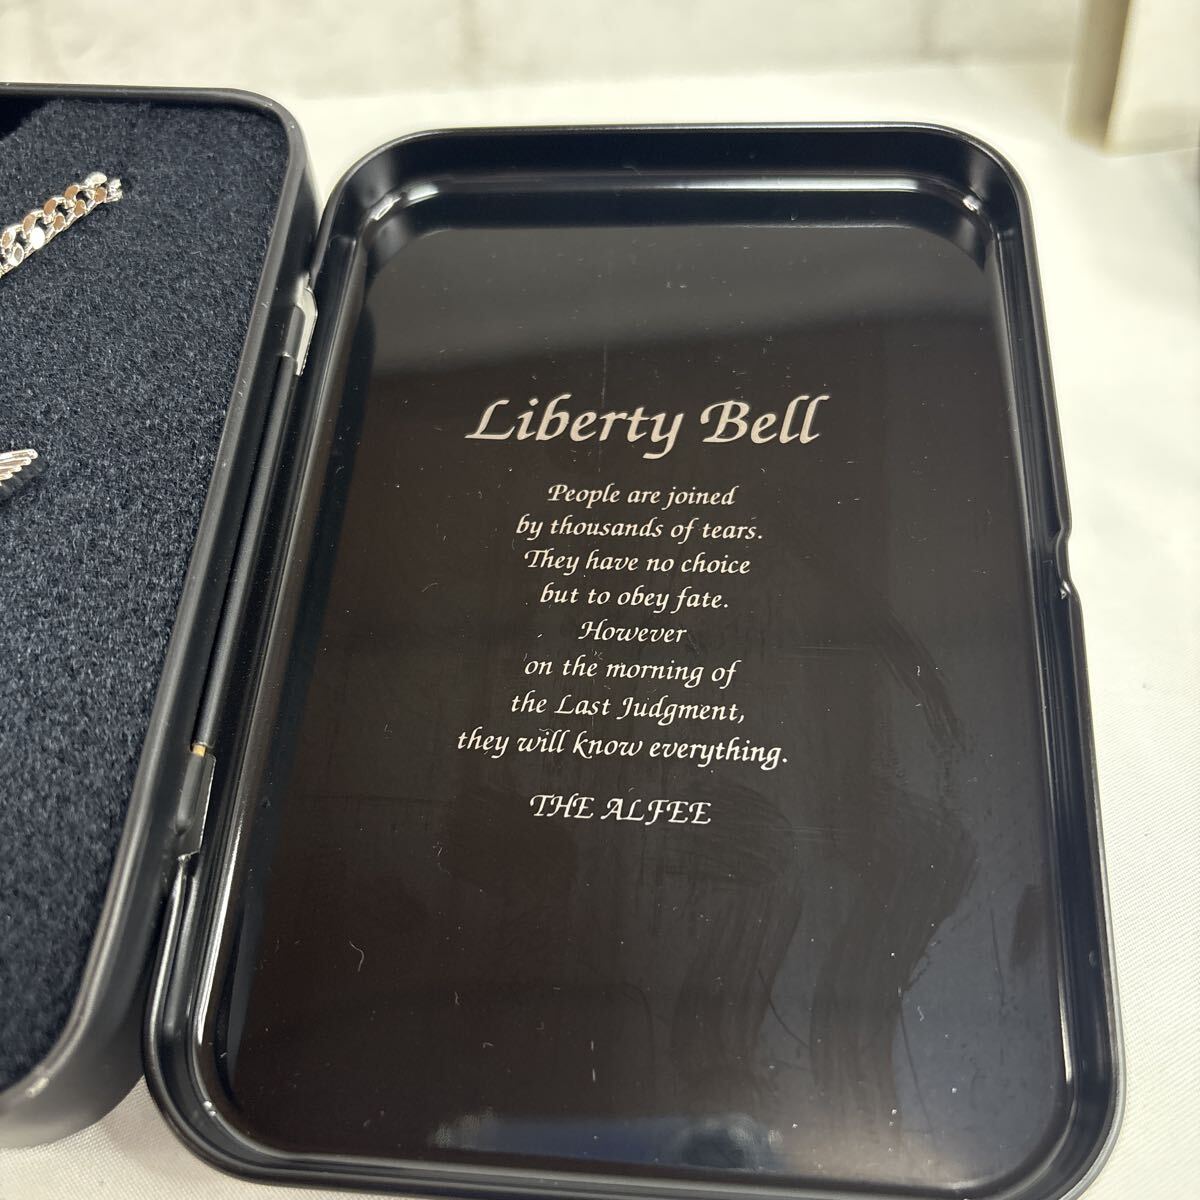 Liberty Bell
People are joined
by thousands of tears.
They have no choice
but to obey fate.
However
on the morning of
the Last Judgment,
they will know everything.
THE ALFEE